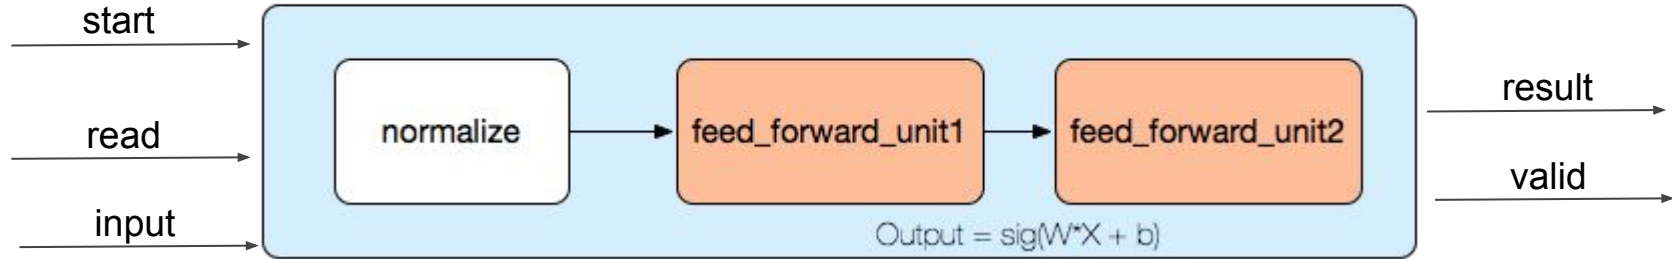 start
read
input
normalize
feed_forward_unit1
feed_forward_unit2
Output = sig(W*X + b)
result
valid